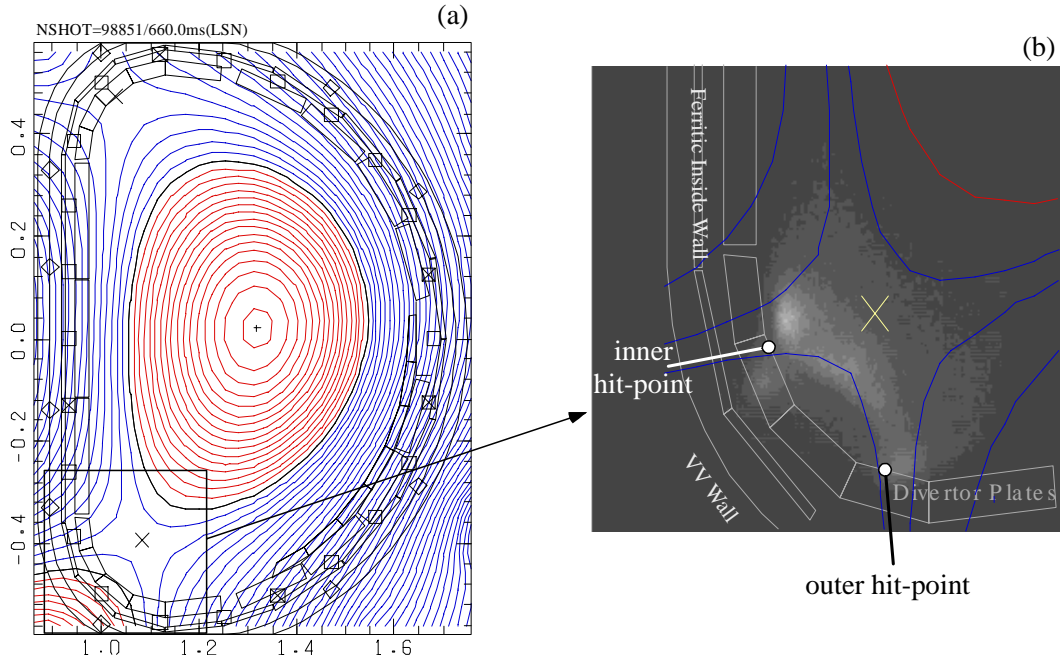 (a)
NSHOT=98851/660.0ms(LSN)
0.4
0.2
0.0
-0.2
-0.4
1.0 1.2 1.4 1.6
(b)
Ferritic Inside Wall
inner
hit-point
VV Wall
Divertor Plates
outer hit-point